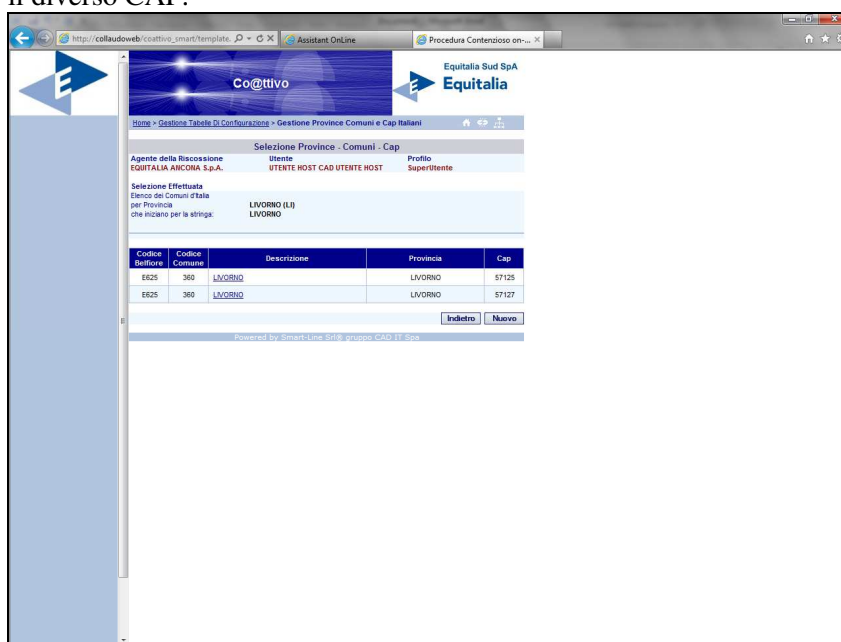 il diverso CAP.
http://collaudoweb/coattivo_smart/template.
Assistant OnLine
Procedura Contenzioso on-...
Co@ttivo
Equitalia Sud SpA
Equitalia
Home > Gestione Tabelle Di Configurazione > Gestione Province Comuni e Cap Italiani
Selezione Province - Comuni - Cap
Agente della Riscossione Utente Profilo
EQUITALIA ANCONA S.p.A. UTENTE HOST CAD UTENTE HOST SuperUtente
Selezione Effettuata
Elenco dei Comuni d'Italia
per Provincia LIVORNO (LI)
che iniziano per la stringa: LIVORNO
Codice Belfiore Codice Comune Descrizione Provincia Cap
E625 360 LIVORNO LIVORNO 57125
E625 360 LIVORNO LIVORNO 57127
Indietro Nuovo
Powered by Smart-Line Srl® gruppo CAD IT Spa